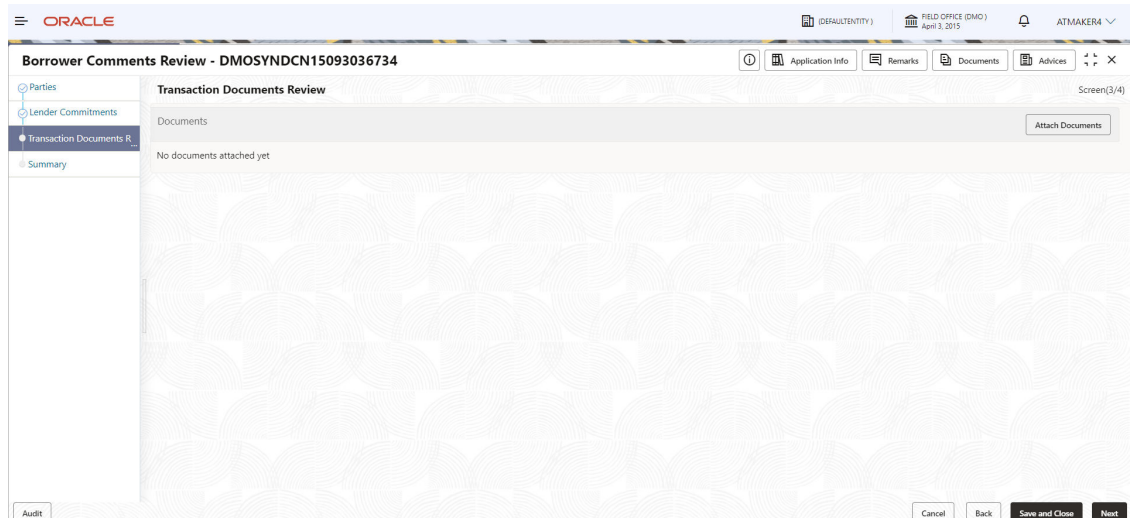 ORACLE
(DEFAULTENTITY )
FIELD OFFICE (DMO )
April 3, 2015
ATMAKER4
Borrower Comments Review - DMOSYNDCN15093036734
Application Info
Remarks
Documents
Advices
Parties
Lender Commitments
Transaction Documents R...
Summary
Transaction Documents Review
Screen(3/4)
Documents
Attach Documents
No documents attached yet
Audit
Cancel
Back
Save and Close
Next